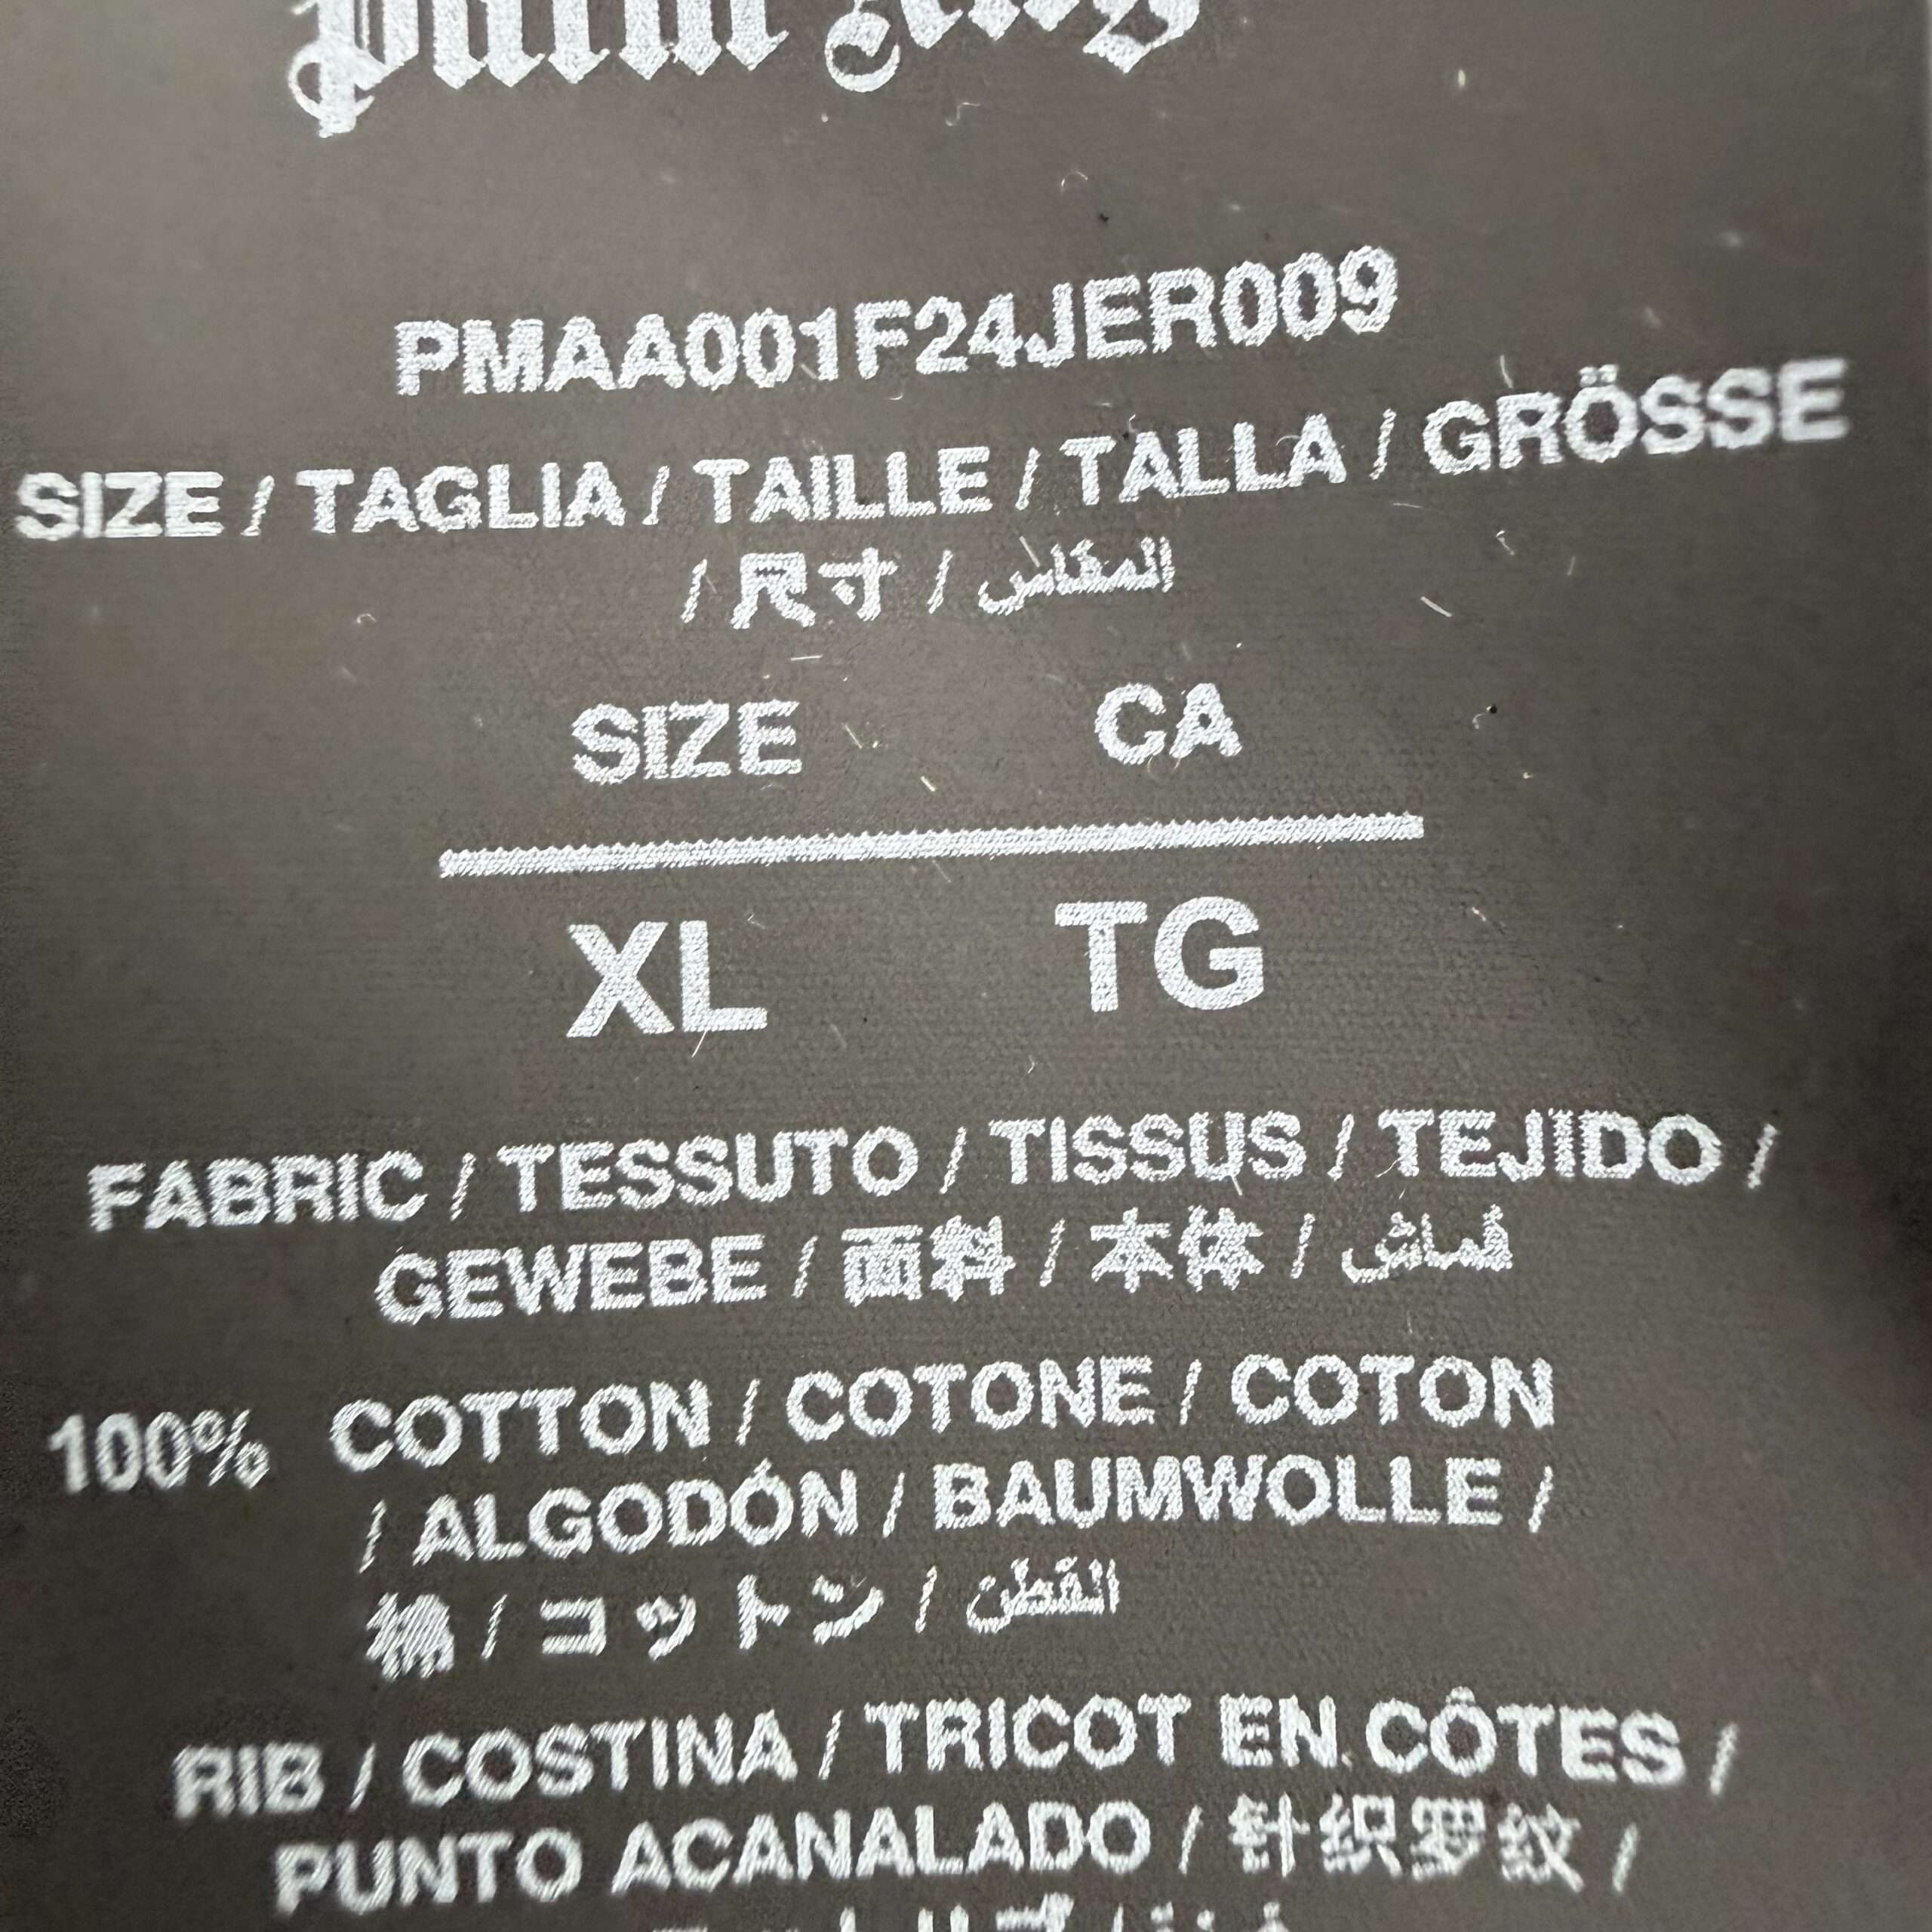 PMAA001F24JER009
SIZE / TAGLIA / TAILLE / TALLA / GRÖSSE
/ 尺寸 / المقاس
SIZE CA
XL TG
FABRIC / TESSUTO / TISSUS / TEJIDO /
GEWEBE / 面料 / 本体 / قماش
100% COTTON / COTONE / COTON
/ ALGODÓN / BAUMWOLLE /
棉 / コットン / القطن
RIB / COSTINA / TRICOT EN CÔTES /
PUNTO ACANALADO / 针织罗纹 /